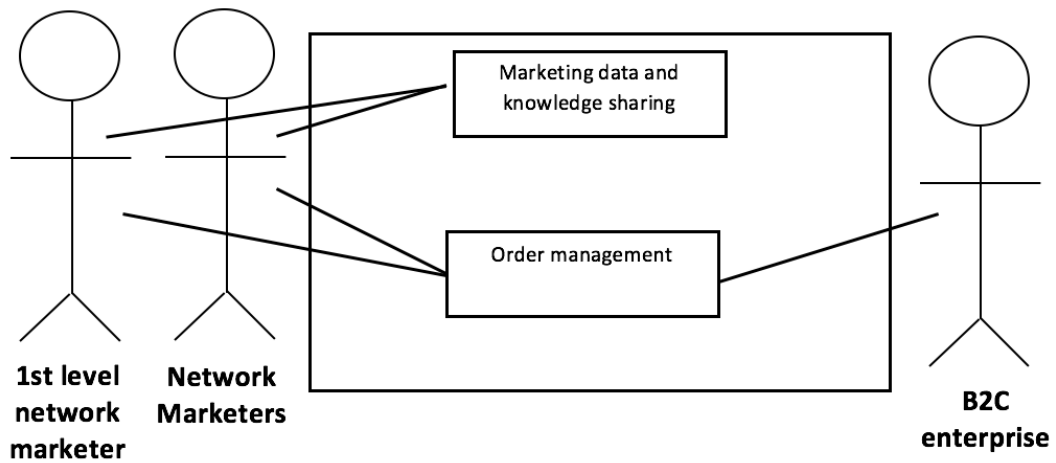 Marketing data and
knowledge sharing
Order management
1st level
network
marketer
Network
Marketers
B2C
enterprise